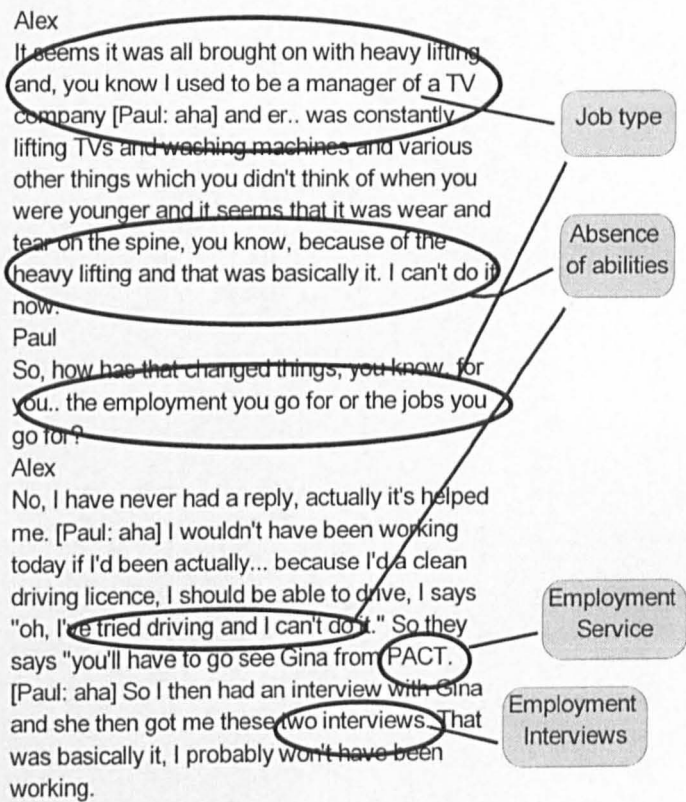 Alex
It seems it was all brought on with heavy lifting
and, you know I used to be a manager of a TV
company [Paul: aha] and er.. was constantly
lifting TVs and washing machines and various
other things which you didn't think of when you
were younger and it seems that it was wear and
tear on the spine, you know, because of the
heavy lifting and that was basically it. I can't do it
now.
Paul
So, how has that changed things, you know, for
you.. the employment you go for or the jobs you
go for?
Alex
No, I have never had a reply, actually it's helped
me. [Paul: aha] I wouldn't have been working
today if I'd been actually... because I'd a clean
driving licence, I should be able to drive, I says
"oh, I've tried driving and I can't do it." So they
says "you'll have to go see Gina from PACT.
[Paul: aha] So I then had an interview with Gina
and she then got me these two interviews. That
was basically it, I probably won't have been
working.
Job type
Absence
of abilities
Employment
Service
Employment
Interviews